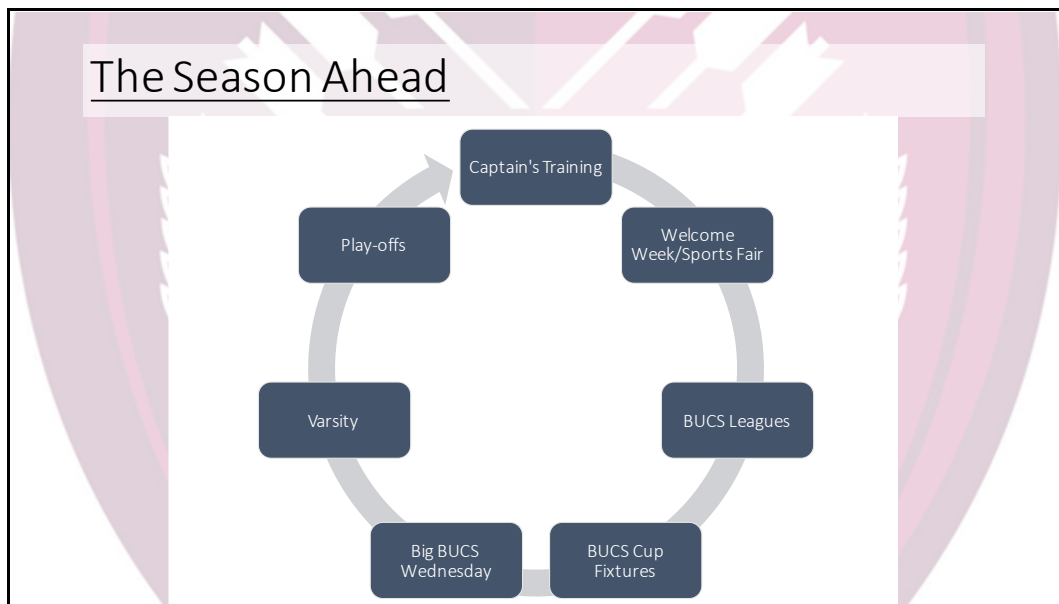 The Season Ahead
Captain's Training
Welcome
Week/Sports Fair
BUCS Leagues
BUCS Cup
Fixtures
Big BUCS
Wednesday
Varsity
Play-offs